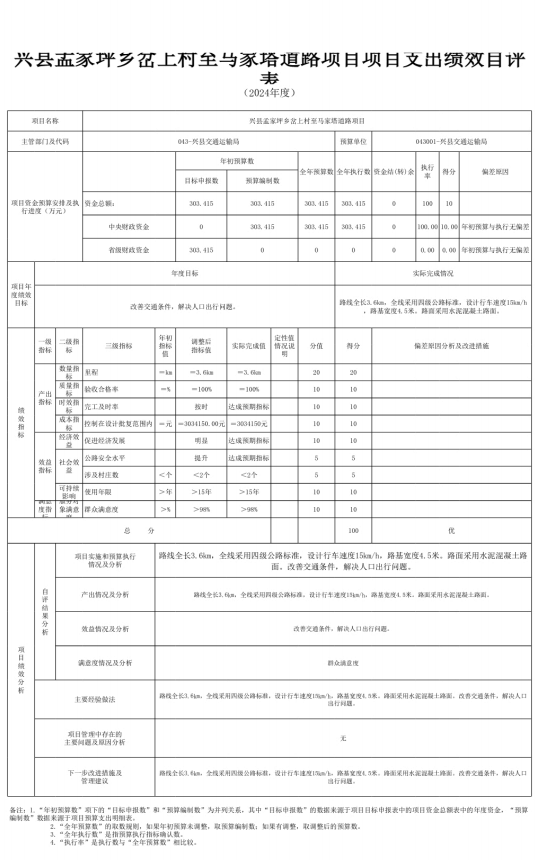 兴县孟家坪乡岔上村至马家塔道路项目项目支出绩效自评
表
（2024年度）
项目名称 兴县孟家坪乡岔上村至马家塔道路项目
主管部门及代码 043-兴县交通运输局 预算单位 043001-兴县交通运输局
项目资金预算安排及执行进度（万元） 年初预算数 全年预算数 全年执行数 资金结(转)余 执行率 得分 偏差原因
目标申报数 预算编制数
资金总额： 303.415 303.415 303.415 303.415 0 100 10
中央财政资金 0 303.415 303.415 303.415 0 100.00 10.00 年初预算与执行无偏差
省级财政资金 303.415 0 0 0 0 0.00 0.00 年初预算与执行无偏差
项目年度绩效目标 年度目标 实际完成情况
改善交通条件，解决人口出行问题。 路线全长3.6km，全线采用四级公路标准，设计行车速度15km/h
，路基宽度4.5米。路面采用水泥混凝土路面。
绩效指标 一级指标 二级指标 三级指标 年初指标值 调整后指标值 实际完成值 定性值情况说明 分值 得分 偏差原因分析及改进措施
产出指标 数量指标 里程 ＝km ＝3.6km ＝3.6km 20 20
质量指标 验收合格率 ＝% ＝100% ＝100% 10 10
时效指标 完工及时率 按时 达成预期指标 10 10
成本指标 控制在设计批复范围内 ＝元 ＝3034150.00元 ＝3034150元 10 10
效益指标 经济效益 促进经济发展 明显 达成预期指标 10 10
社会效益 公路安全水平 提升 达成预期指标 5 5
涉及村庄数 ＜个 ＜2个 ＜2个 5 5
可持续影响 使用年限 ＞年 ＞15年 ＞15年 10 10
满意度指标 服务对象满意度 群众满意度 ＞% ＞98% ＞98% 10 10
总 分 100 优
项目绩效分析 自评结果分析 项目实施和预算执行
情况及分析 路线全长3.6km，全线采用四级公路标准，设计行车速度15km/h，路基宽度4.5米。路面采用水泥混凝土路
面。改善交通条件，解决人口出行问题。
产出情况及分析 路线全长3.6km，全线采用四级公路标准，设计行车速度15km/h，路基宽度4.5米。路面采用水泥混凝土路面。
效益情况及分析 改善交通条件，解决人口出行问题。
满意度情况及分析 群众满意度
主要经验做法 路线全长3.6km，全线采用四级公路标准，设计行车速度15km/h，路基宽度4.5米。路面采用水泥混凝土路面。改善交通条件，解决人口
出行问题。
项目管理中存在的
主要问题及原因分析 无
下一步改进措施及
管理建议 路线全长3.6km，全线采用四级公路标准，设计行车速度15km/h，路基宽度4.5米。路面采用水泥混凝土路面。改善交通条件，解决人口
出行问题。
备注：1.“年初预算数”项下的“目标申报数”和“预算编制数”为并列关系，其中“目标申报数”的数据来源于项目目标申报表中的项目资金总额表中的年度资金，“预算
编制数”数据来源于项目预算支出明细表。
2.“全年预算数”的取数规则，如果年初预算未调整，取预算编制数；如果有调整，取调整后的预算数。
3.“全年执行数”是指预算执行指标确认数。
4.“执行率”是执行数与“全年预算数”相比较。